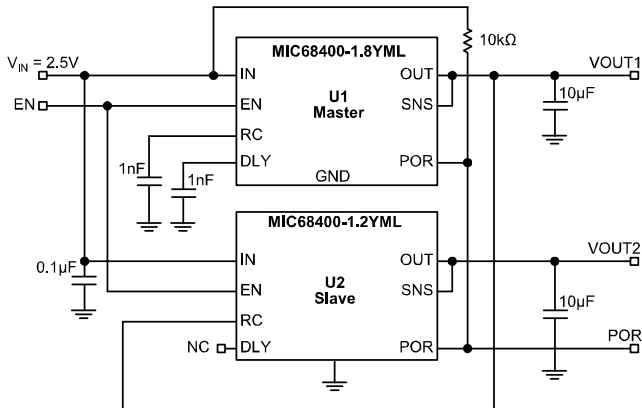 MIC68400-1.8YML
10kΩ
VIN = 2.5V
IN
OUT
VOUT1
U1
Master
EN
EN
SNS
10µF
RC
1nF
DLY
1nF
POR
GND
MIC68400-1.2YML
IN
OUT
VOUT2
0.1µF
U2
Slave
EN
SNS
10µF
RC
NC
DLY
POR
POR